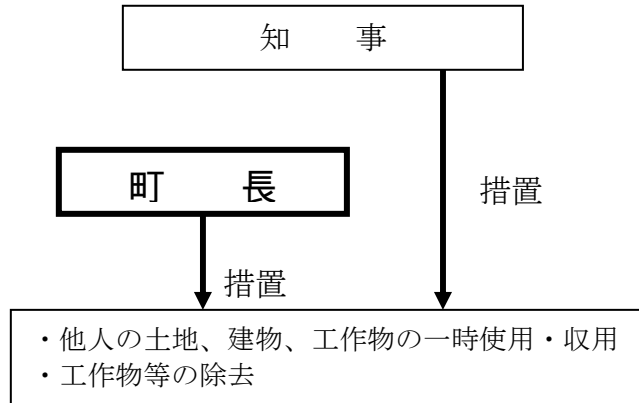 知　　事
町　　長
措置
措置
・他人の土地、建物、工作物の一時使用・収用
・工作物等の除去